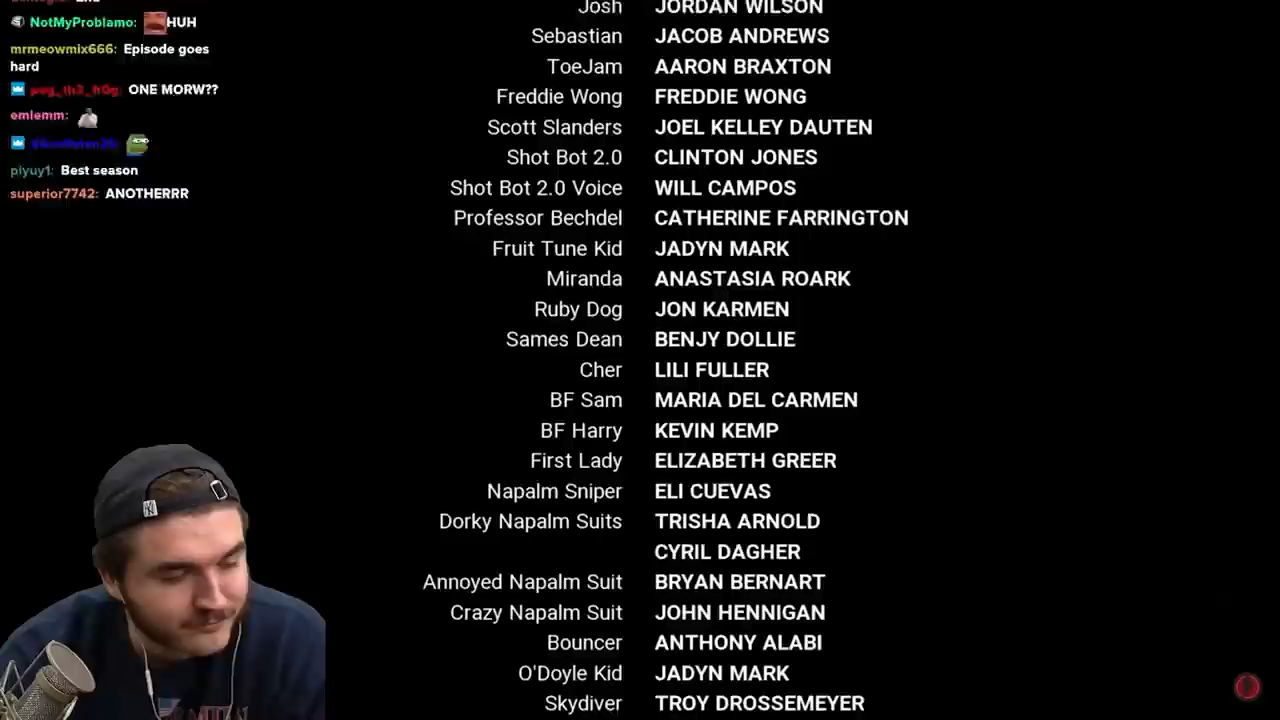 NotMyProblamo: HUH
mrmeowmix666: Episode goes
hard
ONE MORW??
emlemm:
piyuy1: Best season
superior7742: ANOTHERRR
Josh JORDAN WILSON
Sebastian JACOB ANDREWS
ToeJam AARON BRAXTON
Freddie Wong FREDDIE WONG
Scott Slanders JOEL KELLEY DAUTEN
Shot Bot 2.0 CLINTON JONES
Shot Bot 2.0 Voice WILL CAMPOS
Professor Bechdel CATHERINE FARRINGTON
Fruit Tune Kid JADYN MARK
Miranda ANASTASIA ROARK
Ruby Dog JON KARMEN
Sames Dean BENJY DOLLIE
Cher LILI FULLER
BF Sam MARIA DEL CARMEN
BF Harry KEVIN KEMP
First Lady ELIZABETH GREER
Napalm Sniper ELI CUEVAS
Dorky Napalm Suits TRISHA ARNOLD
CYRIL DAGHER
Annoyed Napalm Suit BRYAN BERNART
Crazy Napalm Suit JOHN HENNIGAN
Bouncer ANTHONY ALABI
O'Doyle Kid JADYN MARK
Skydiver TROY DROSSEMEYER